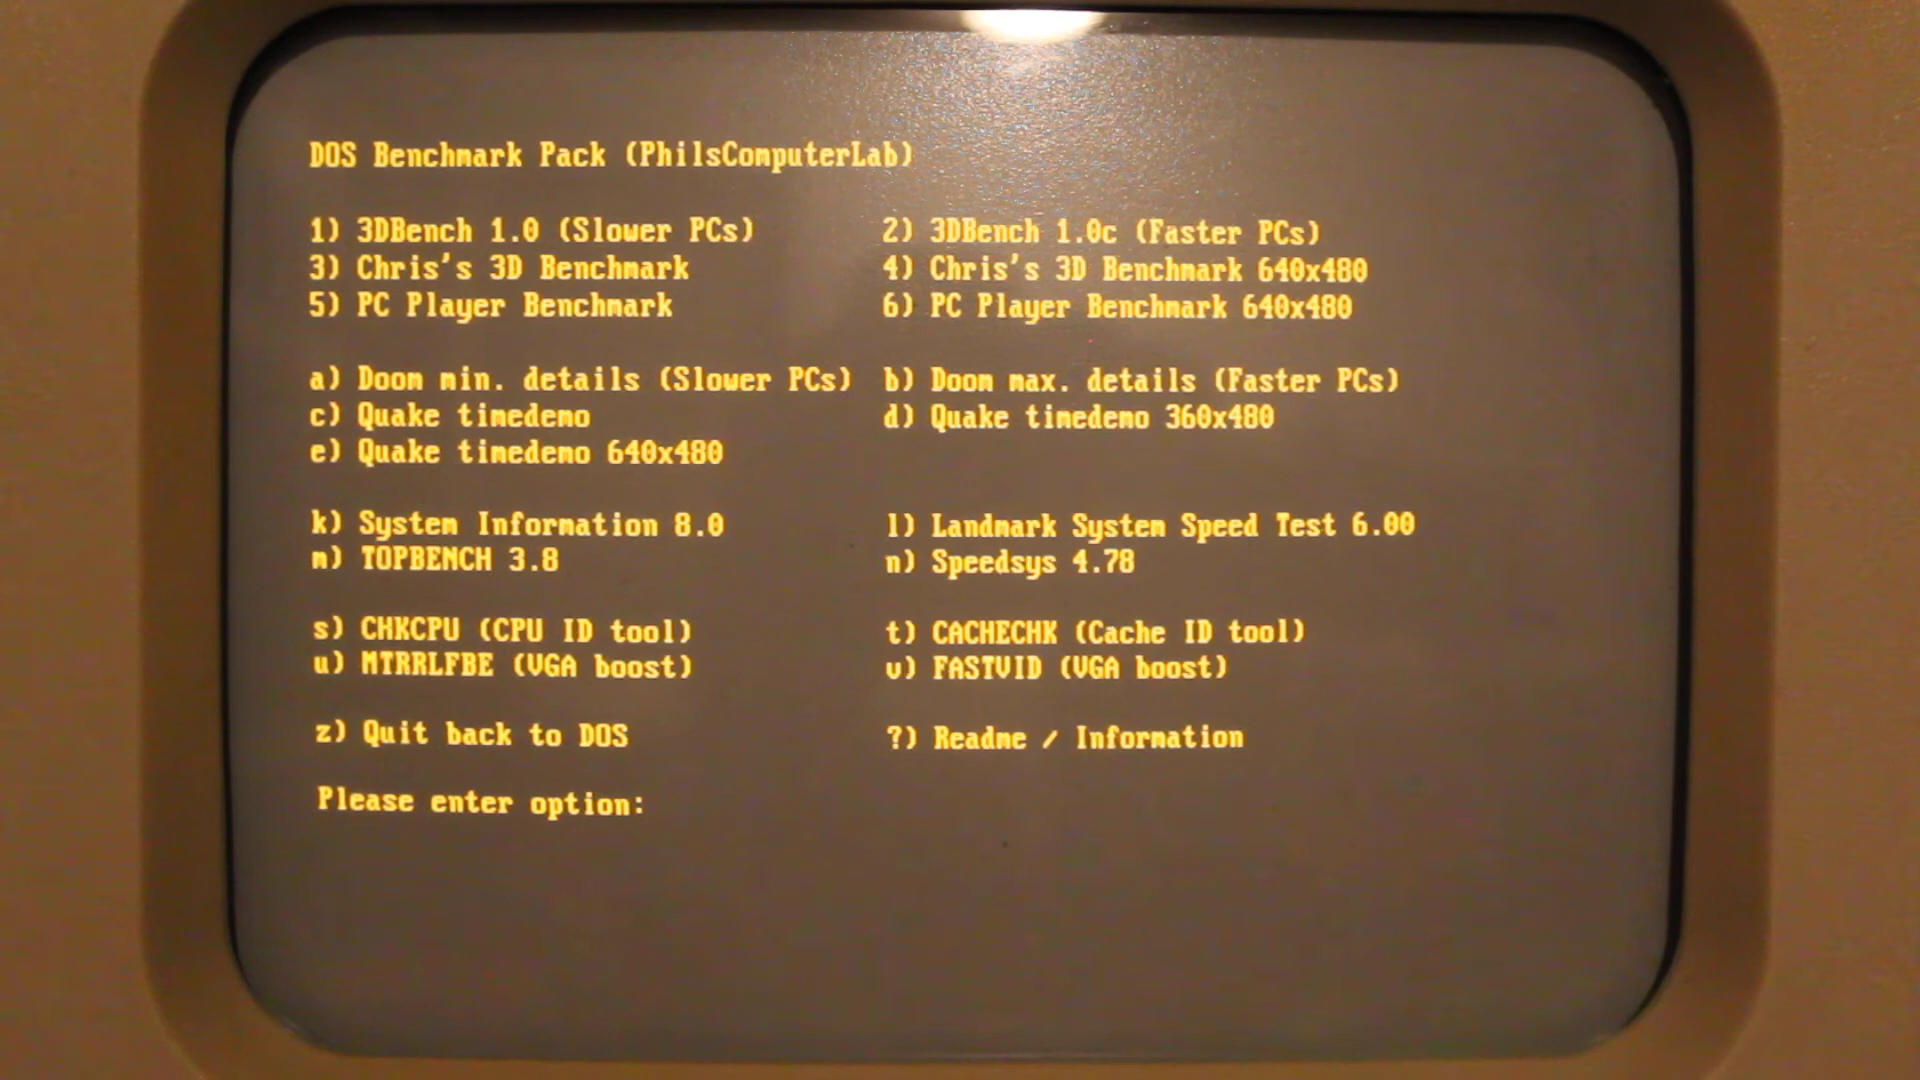 DOS Benchmark Pack (PhilsComputerLab)
1) 3DBench 1.0 (Slower PCs) 2) 3DBench 1.0c (Faster PCs)
3) Chris's 3D Benchmark 4) Chris's 3D Benchmark 640x480
5) PC Player Benchmark 6) PC Player Benchmark 640x480
a) Doom min. details (Slower PCs) b) Doom max. details (Faster PCs)
c) Quake timedemo d) Quake timedemo 360x480
e) Quake timedemo 640x480
k) System Information 8.0 l) Landmark System Speed Test 6.00
m) TOPBENCH 3.8 n) Speedsys 4.78
s) CHKCPU (CPU ID tool) t) CACHECHK (Cache ID tool)
u) MTRRLFBE (VGA boost) v) FASTVID (VGA boost)
z) Quit back to DOS ?) Readme / Information
Please enter option: